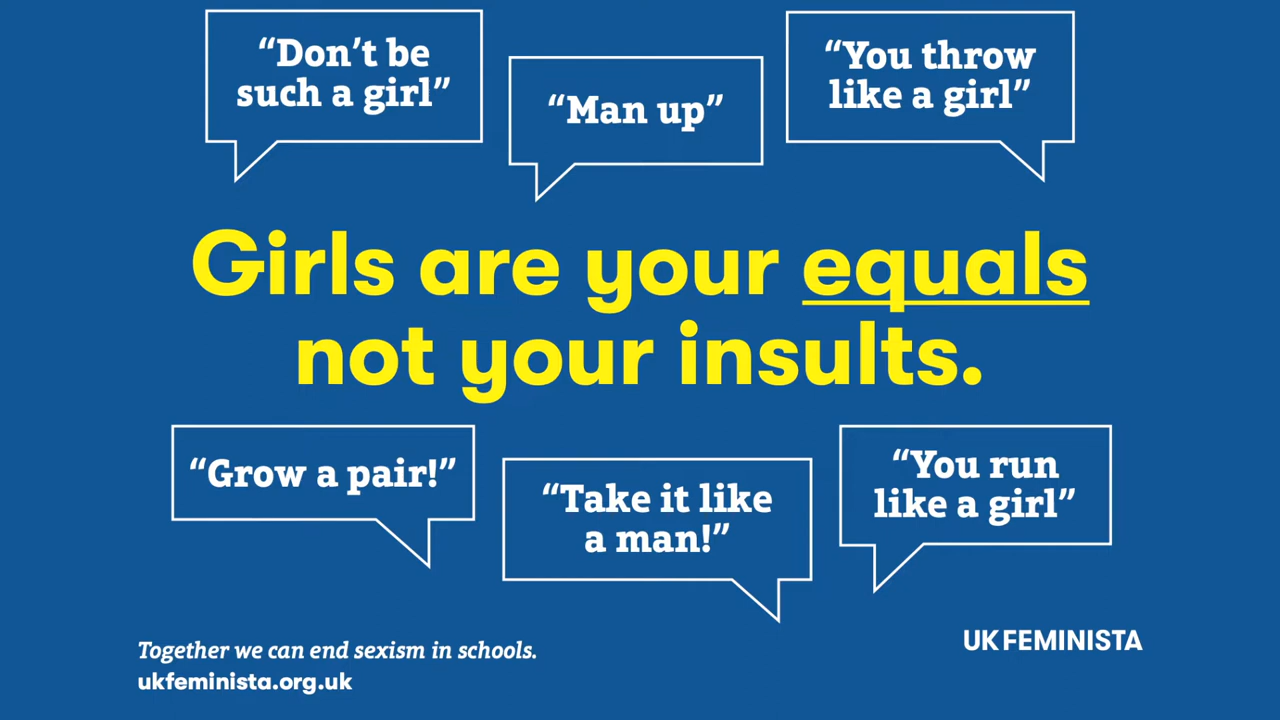 “Don’t be
such a girl”
“Man up”
“You throw
like a girl”
Girls are your equals
not your insults.
“Grow a pair!”
“Take it like
a man!”
“You run
like a girl”
Together we can end sexism in schools.
ukfeminista.org.uk
UK FEMINISTA